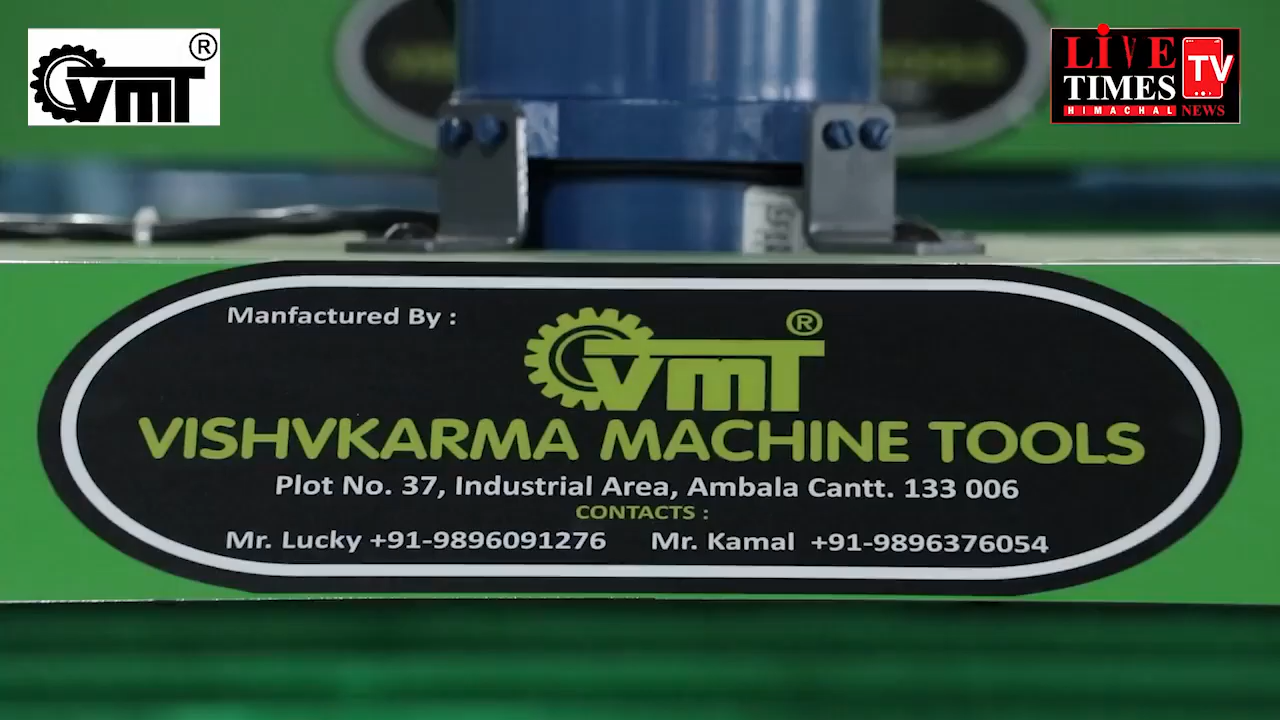 VMT ®
LiVE
TIMES
TV
HIMACHAL NEWS
Manfactured By :
VMT ®
VISHVKARMA MACHINE TOOLS
Plot No. 37, Industrial Area, Ambala Cantt. 133 006
CONTACTS :
Mr. Lucky +91-9896091276 Mr. Kamal +91-9896376054